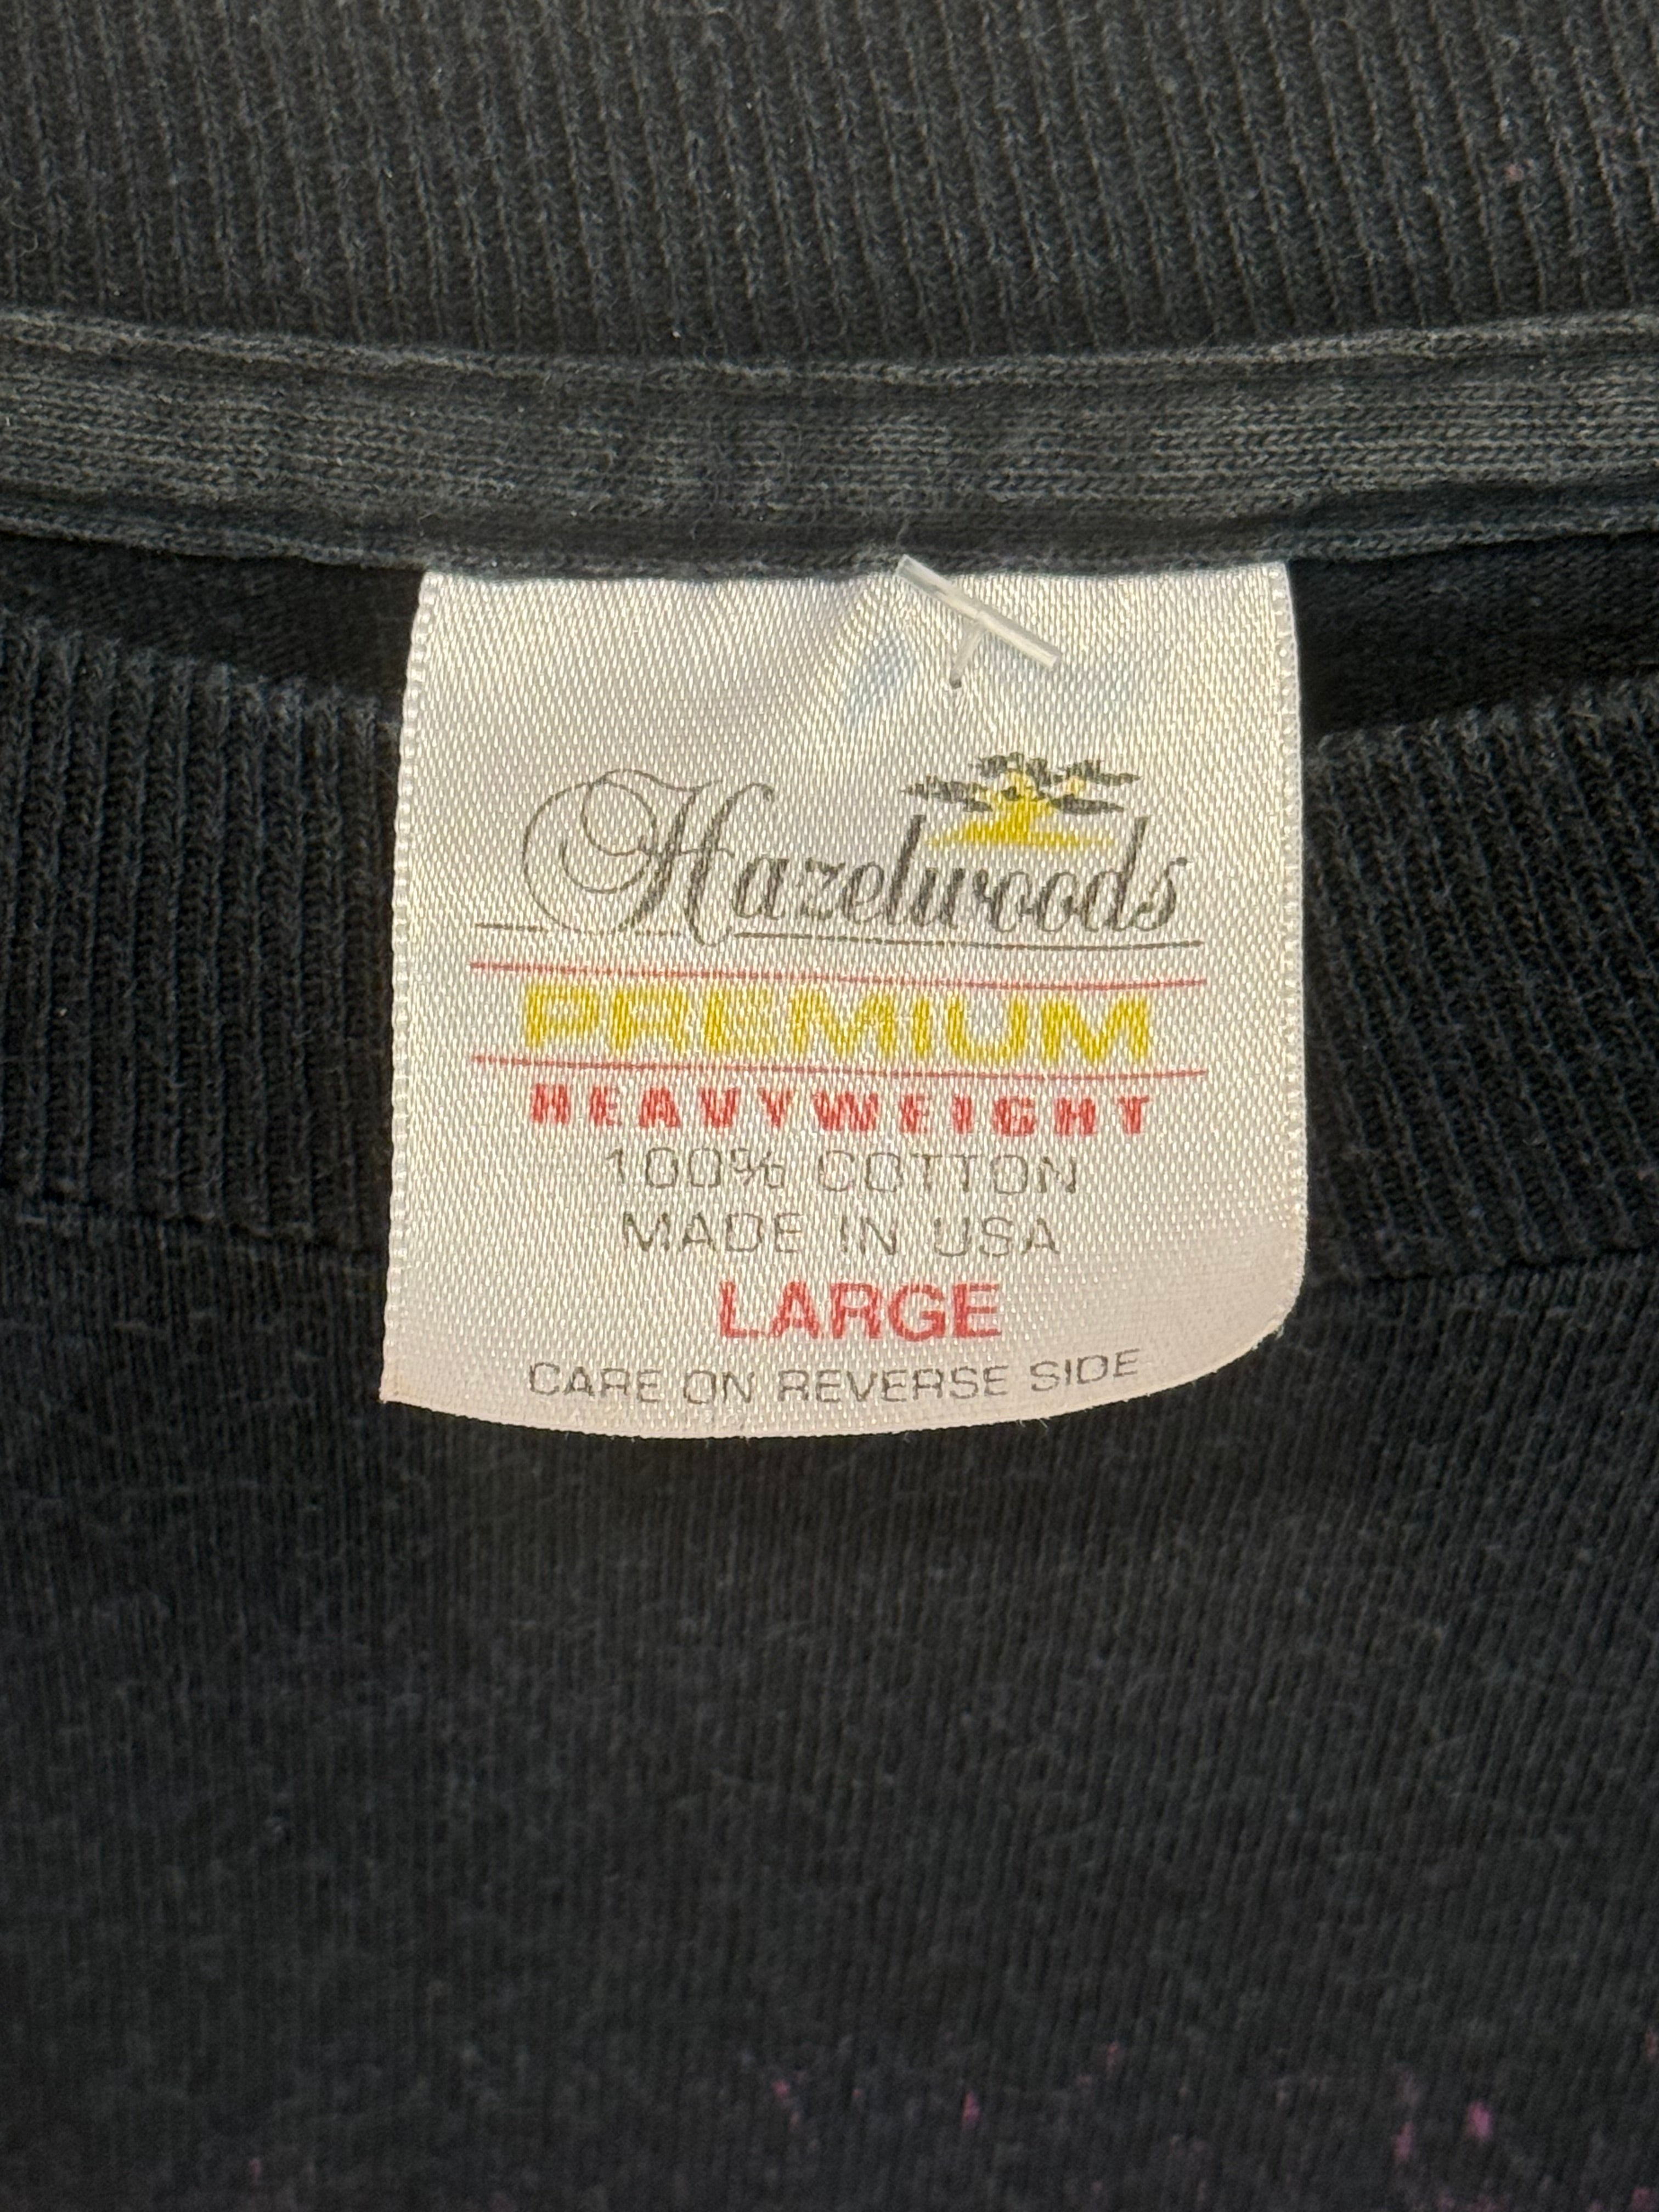 Hazelwoods
PREMIUM
HEAVYWEIGHT
100% COTTON
MADE IN USA
LARGE
CARE ON REVERSE SIDE